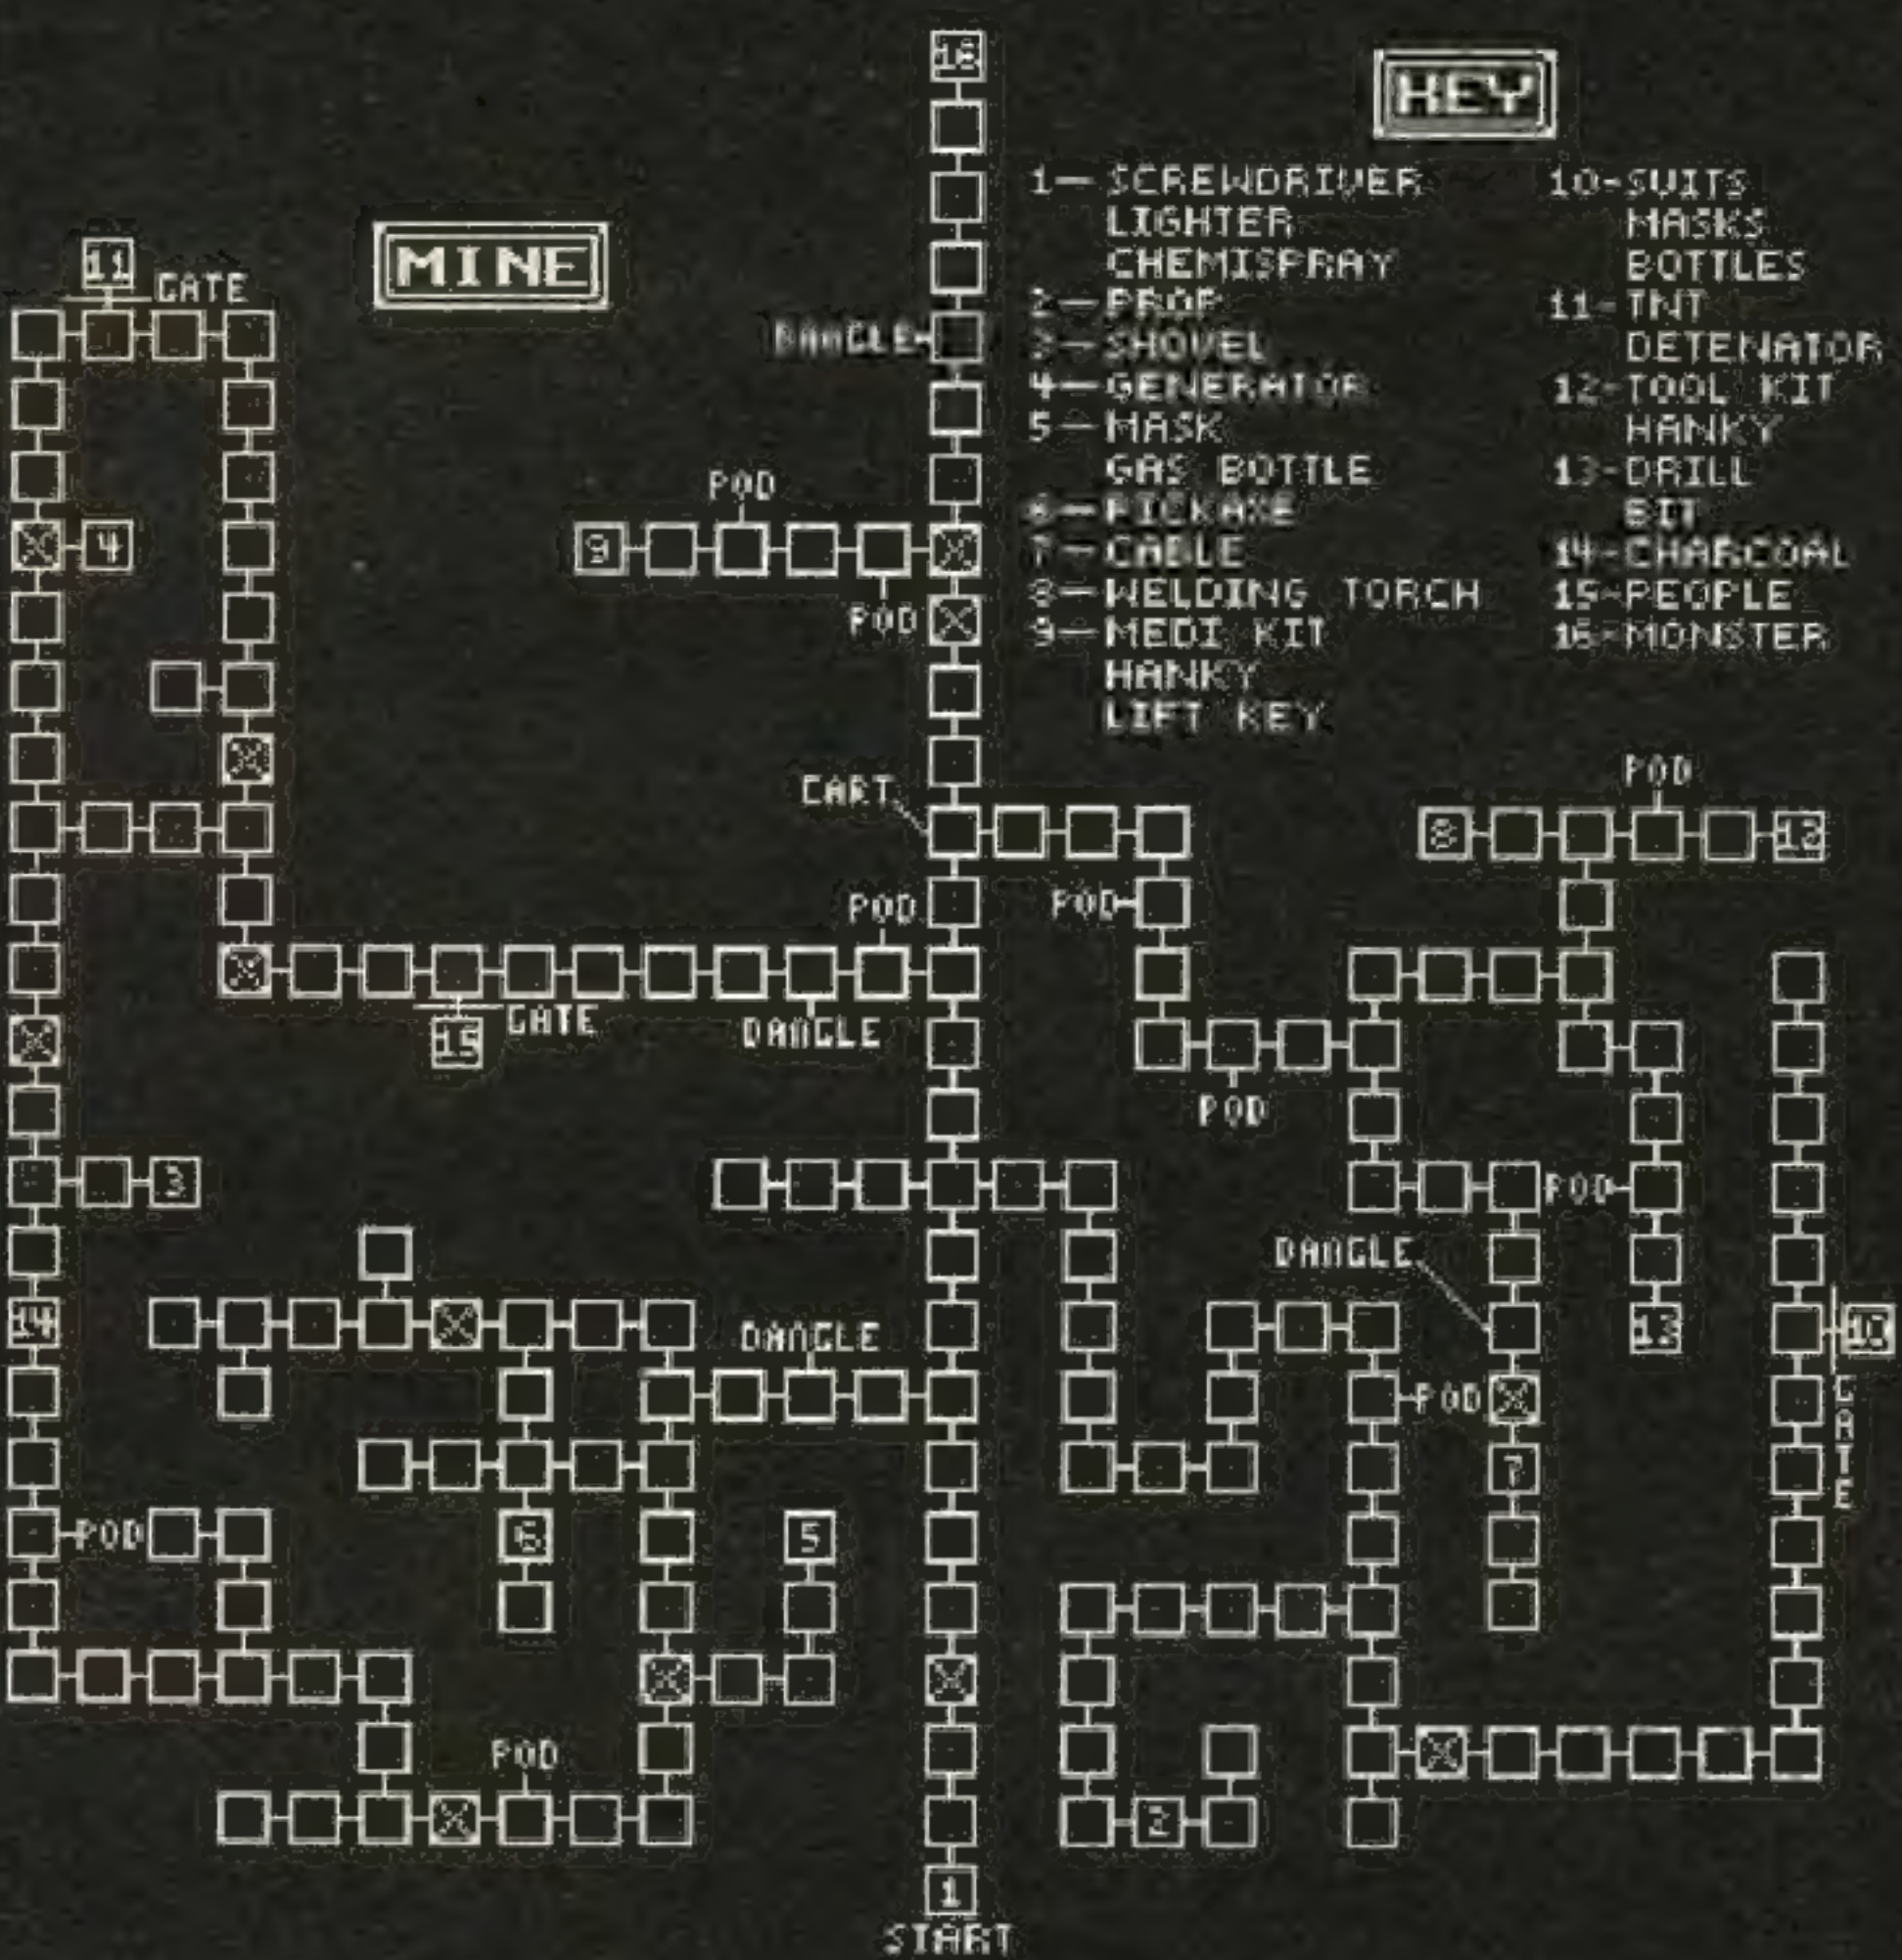 16
KEY
1- SCREWDRIVER
LIGHTER
CHEMISPRAY
2- PROP
3- SHOVEL
4- GENERATOR
5- MASK
GAS BOTTLE
6- PICKAXE
7- CABLE
8- WELDING TORCH
9- MEDI KIT
HANKY
LIFT KEY
10-SUITS
MASKS
BOTTLES
11-TNT
DETENATOR
12-TOOL KIT
HANKY
13-DRILL
BIT
14-CHARCOAL
15-PEOPLE
16-MONSTER
MINE
11
GATE
DANGLE
POD
4
9
POD
CART
POD
8
12
POD
POD
GATE
15
DANGLE
POD
3
POD
DANGLE
14
DANGLE
13
10
POD
GATE
7
POD
6
5
POD
2
1
START